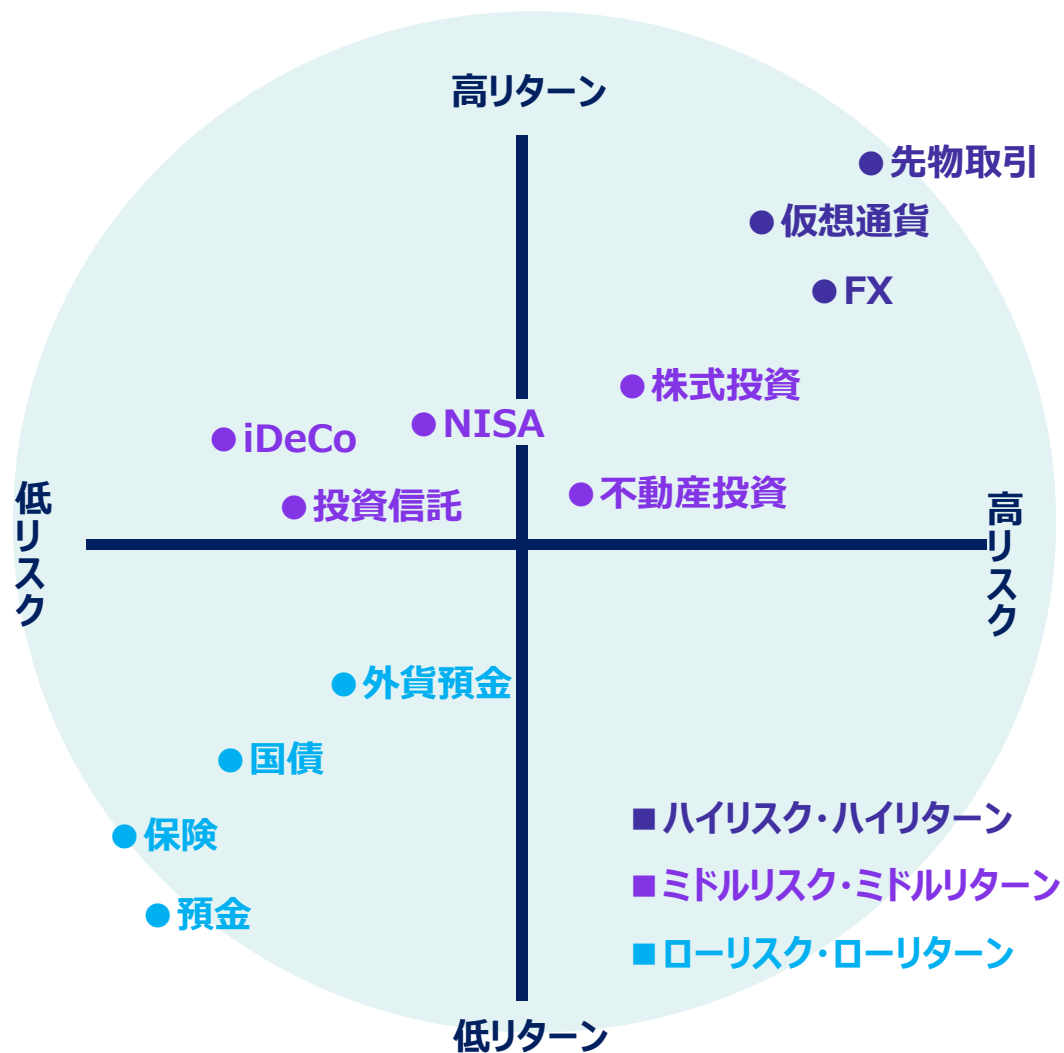 高リターン
●先物取引
●仮想通貨
●FX
●株式投資
●NISA
●iDeCo
●投資信託
●不動産投資
低リスク
高リスク
●外貨預金
●国債
●保険
●預金
■ハイリスク・ハイリターン
■ミドルリスク・ミドルリターン
■ローリスク・ローリターン
低リターン